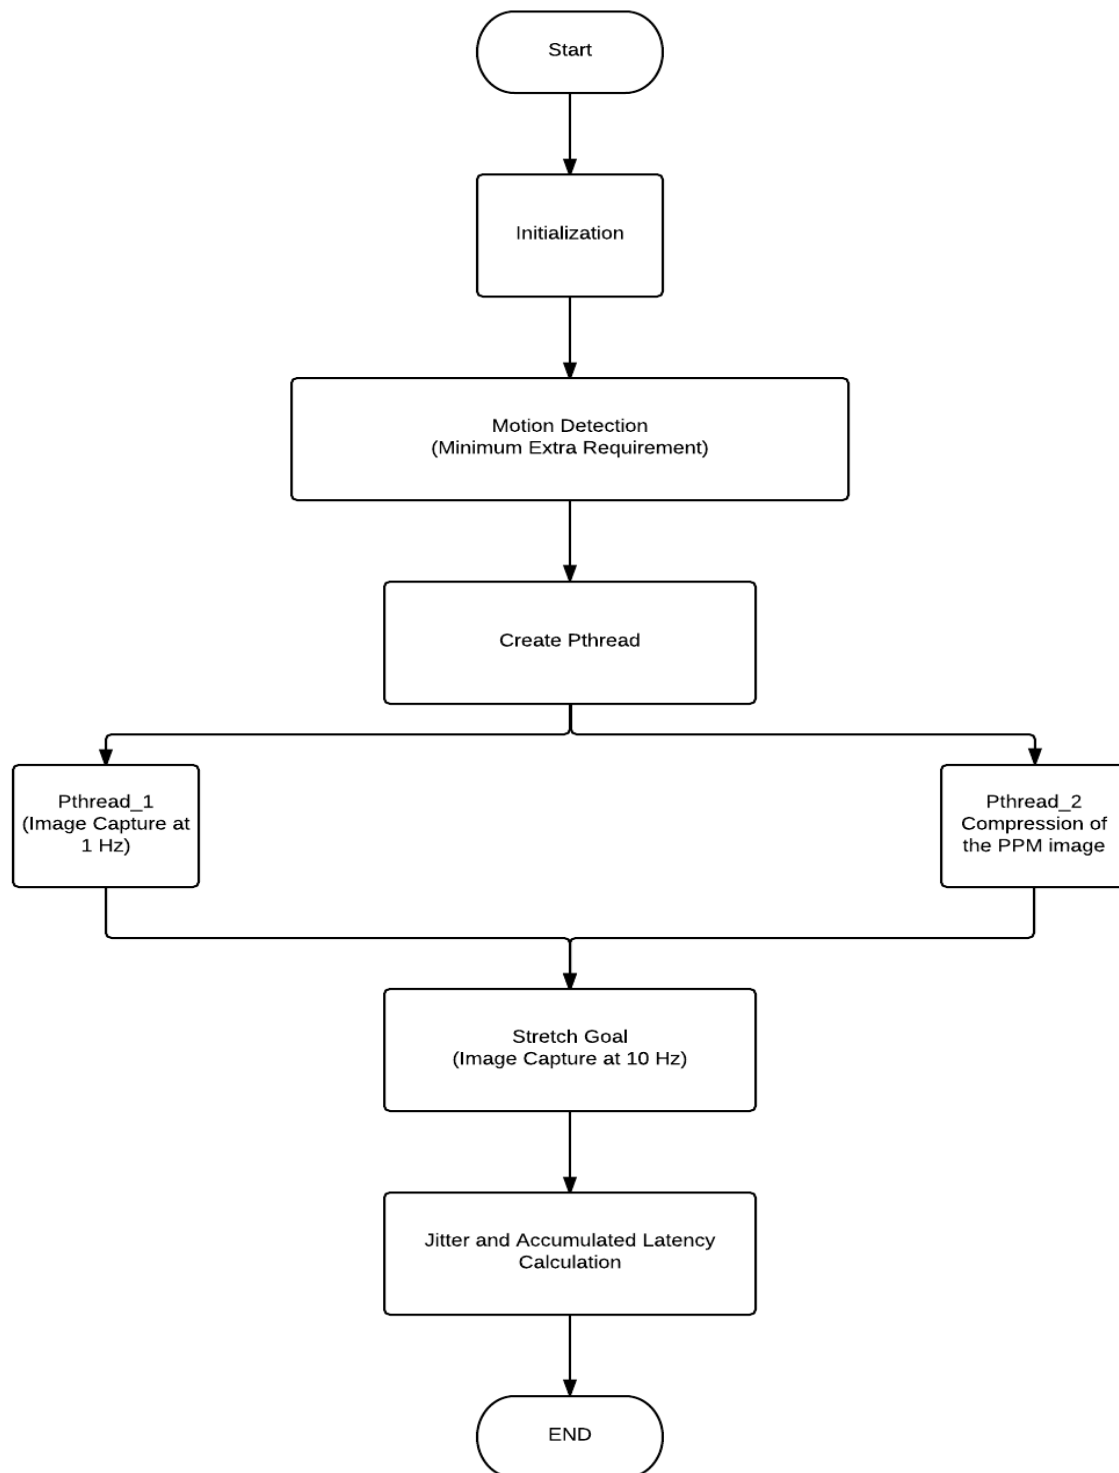 Start
Initialization
Motion Detection
(Minimum Extra Requirement)
Create Pthread
Pthread_1
(Image Capture at
1 Hz)
Pthread_2
Compression of
the PPM image
Stretch Goal
(Image Capture at 10 Hz)
Jitter and Accumulated Latency
Calculation
END